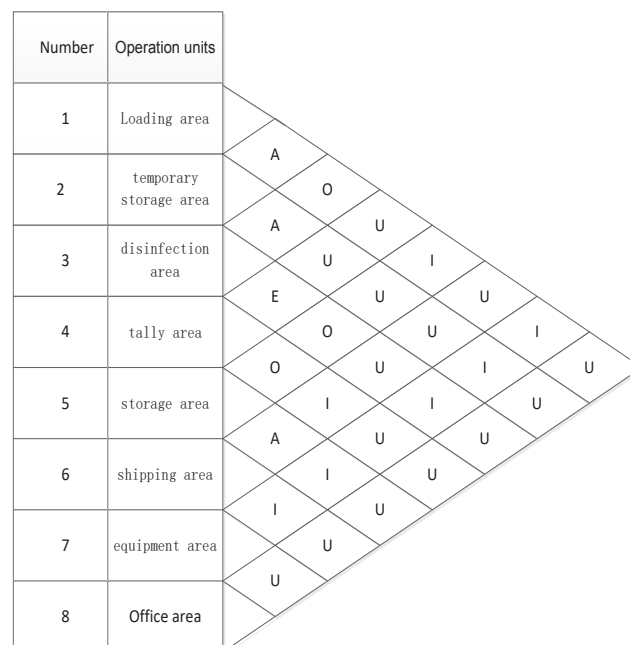 Number Operation units
1 Loading area
A
2 temporary storage area O
A U
3 disinfection area U I
E U U
4 tally area O U I
O U I U
5 storage area I I U
A U U
6 shipping area I U
I U
7 equipment area U
U
8 Office area